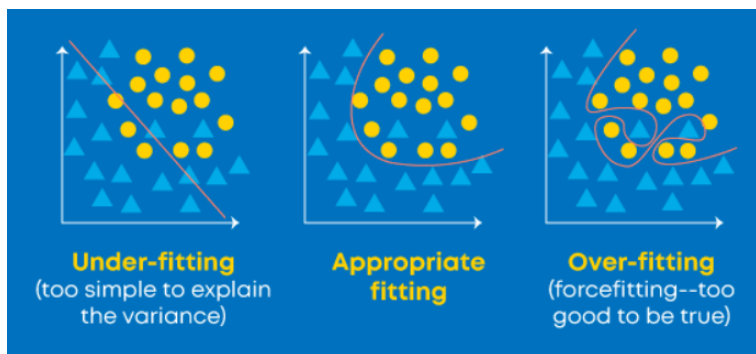 Under-fitting
(too simple to explain
the variance)
Appropriate
fitting
Over-fitting
(forcefitting--too
good to be true)